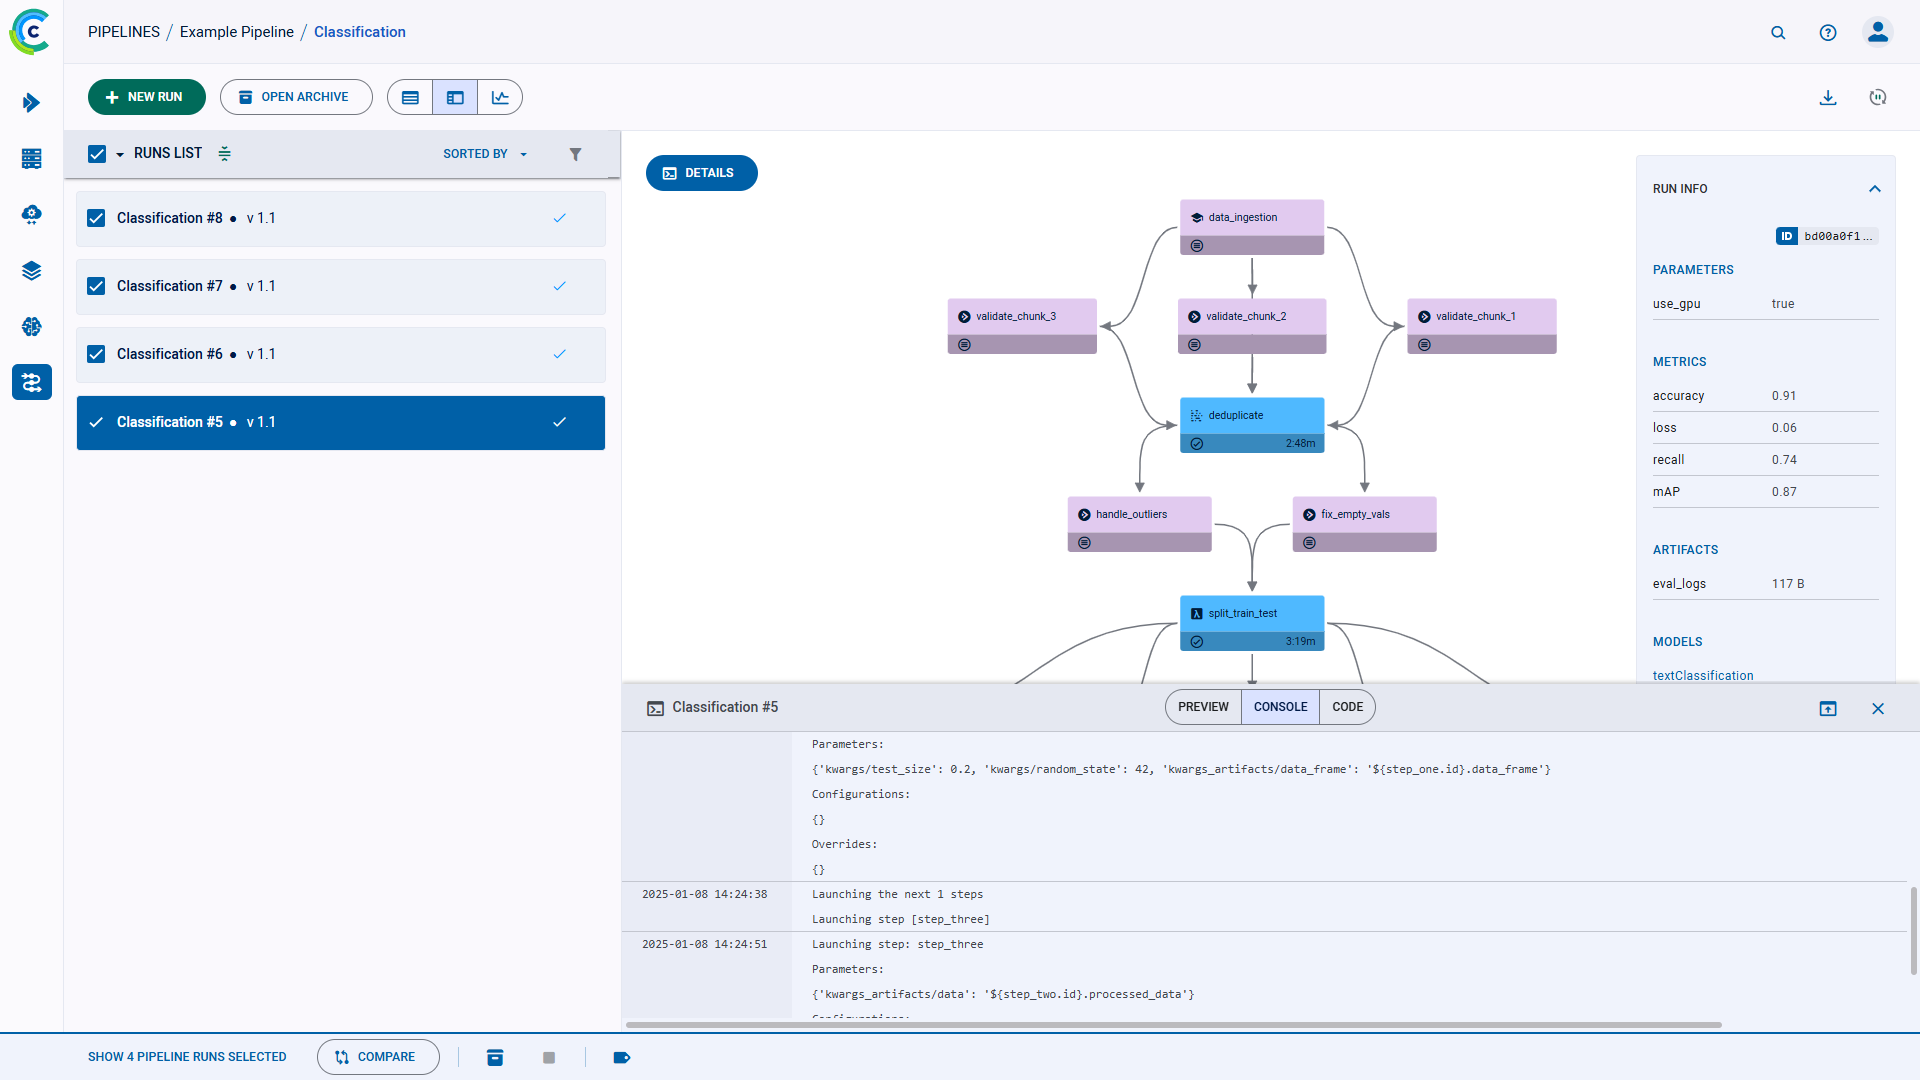 PIPELINES / Example Pipeline / Classification
NEW RUN
OPEN ARCHIVE
RUNS LIST
SORTED BY
Classification #8 ● v 1.1
Classification #7 ● v 1.1
Classification #6 ● v 1.1
Classification #5 ● v 1.1
DETAILS
data_ingestion
validate_chunk_3
validate_chunk_2
validate_chunk_1
deduplicate
2:48m
handle_outliers
fix_empty_vals
split_train_test
3:19m
RUN INFO
ID bd00a0f1...
PARAMETERS
use_gpu true
METRICS
accuracy 0.91
loss 0.06
recall 0.74
mAP 0.87
ARTIFACTS
eval_logs 117 B
MODELS
textClassification
Classification #5
PREVIEW CONSOLE CODE
Parameters:
{'kwargs/test_size': 0.2, 'kwargs/random_state': 42, 'kwargs_artifacts/data_frame': '${step_one.id}.data_frame'}
Configurations:
{}
Overrides:
{}
2025-01-08 14:24:38 Launching the next 1 steps
Launching step [step_three]
2025-01-08 14:24:51 Launching step: step_three
Parameters:
{'kwargs_artifacts/data': '${step_two.id}.processed_data'}
Configurations:
SHOW 4 PIPELINE RUNS SELECTED
COMPARE